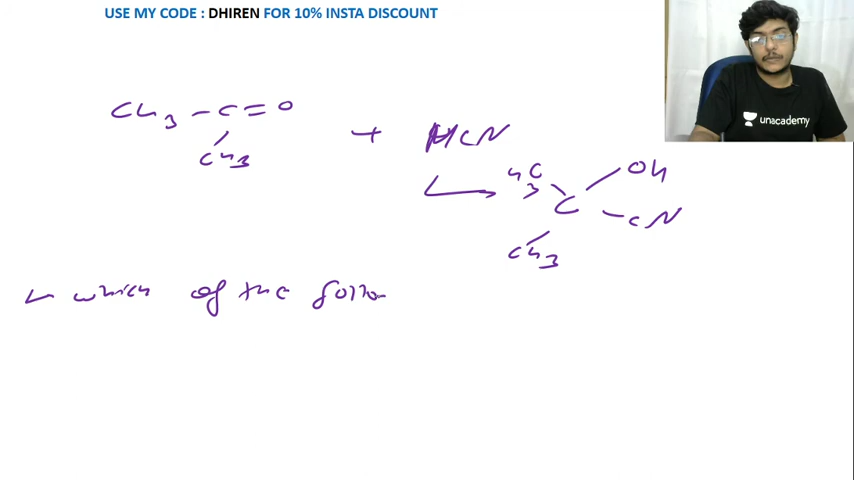 USE MY CODE : DHIREN FOR 10% INSTA DISCOUNT
CH3 - C = O
CH3
+ HCN
H3C
OH
C
- CN
CH3
unacademy
which of the follo